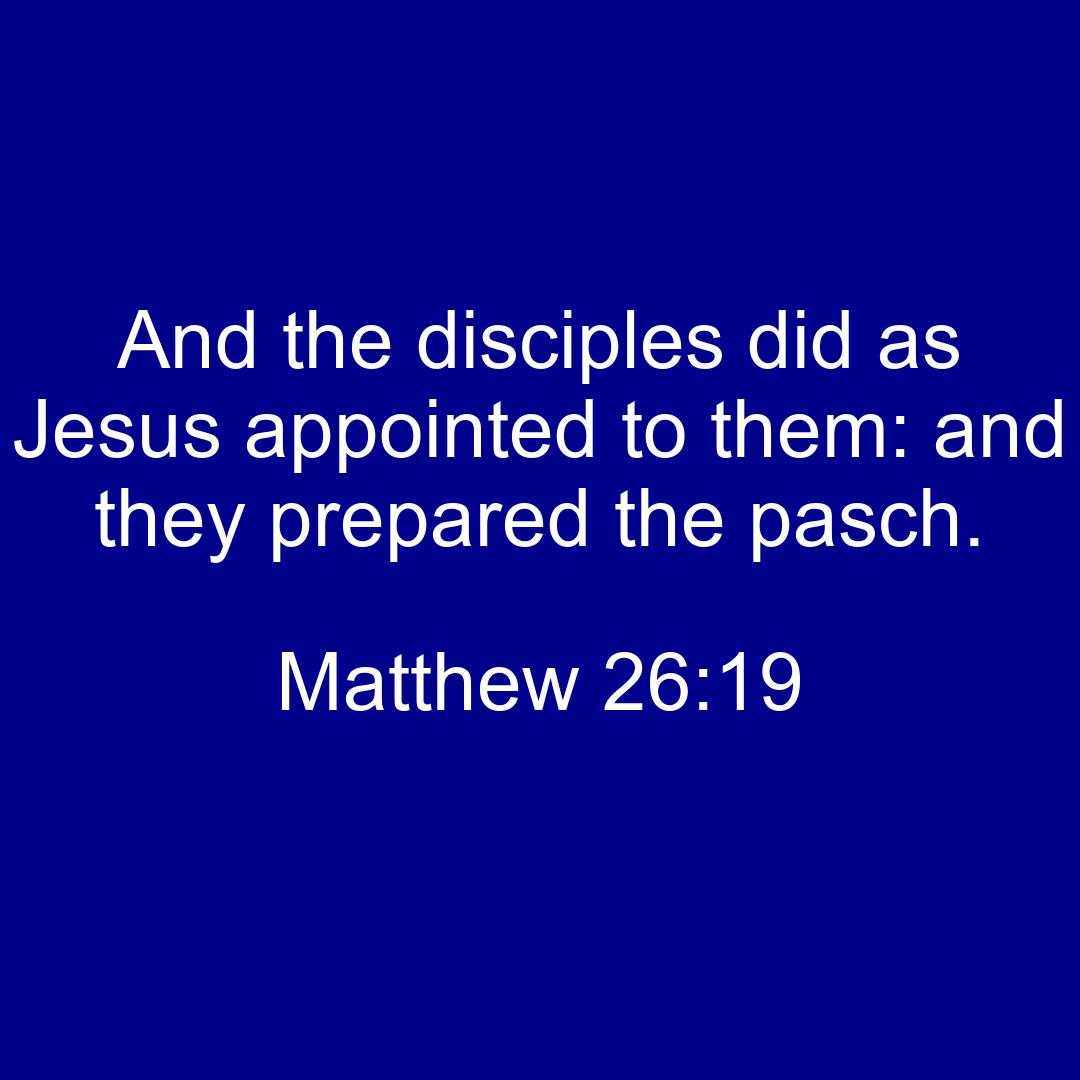 And the disciples did as
Jesus appointed to them: and
they prepared the pasch.
Matthew 26:19